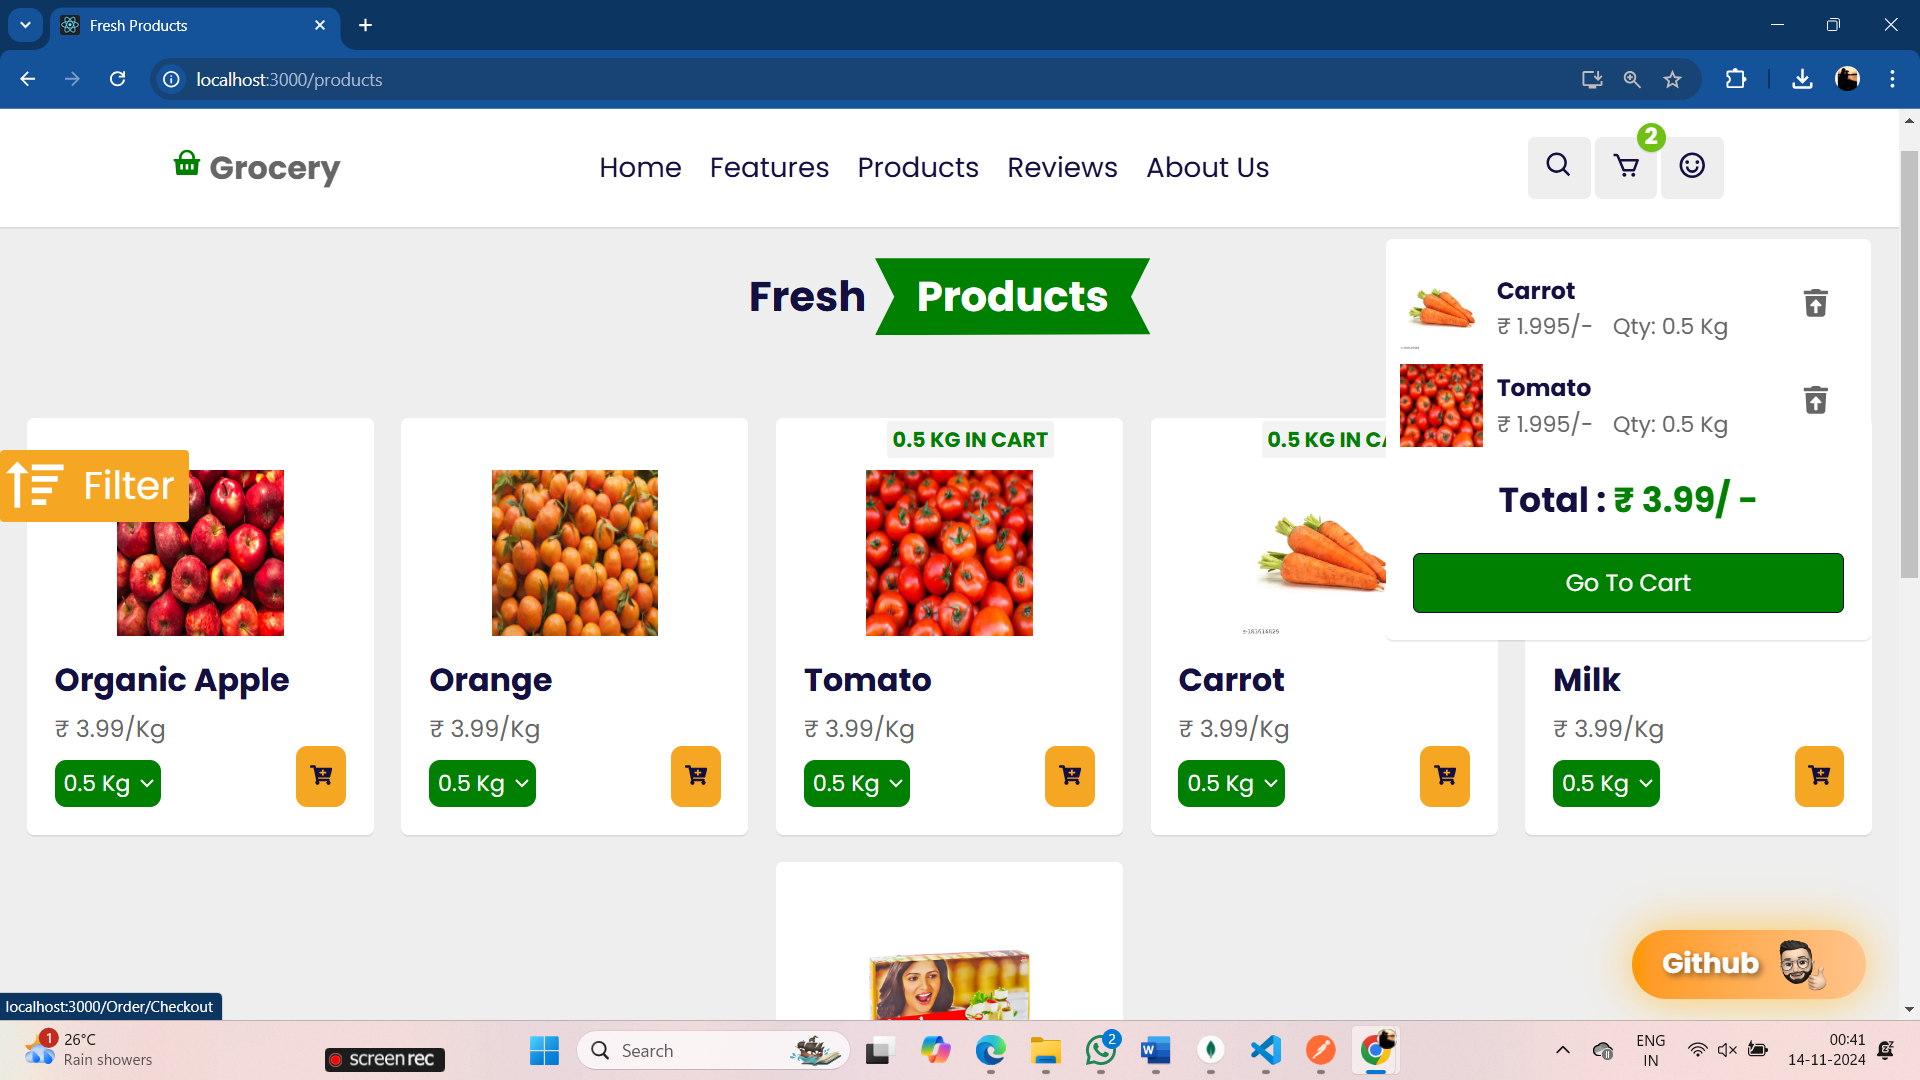 Fresh Products
localhost:3000/products
Grocery
Home Features Products Reviews About Us
2
Fresh Products
Carrot
₹ 1.995/- Qty: 0.5 Kg
Tomato
₹ 1.995/- Qty: 0.5 Kg
Total : ₹ 3.99/ -
Go To Cart
Filter
0.5 KG IN CART
0.5 KG IN CA
Organic Apple
₹ 3.99/Kg
0.5 Kg
Orange
₹ 3.99/Kg
0.5 Kg
Tomato
₹ 3.99/Kg
0.5 Kg
Carrot
₹ 3.99/Kg
0.5 Kg
Milk
₹ 3.99/Kg
0.5 Kg
Github
localhost:3000/Order/Checkout
1
26°C
Rain showers
screenrec
Search
2
W
ENG
IN
00:41
14-11-2024